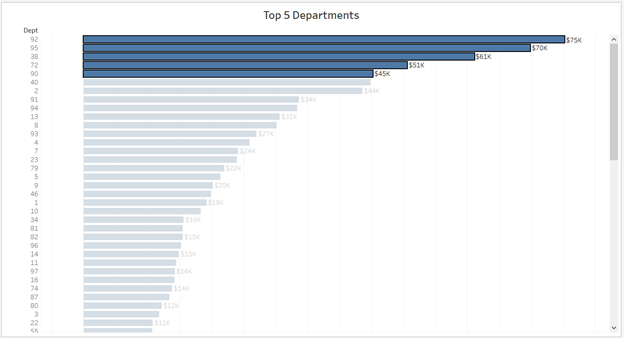 Top 5 Departments
Dept
92 $75K
95 $70K
38 $61K
72 $51K
90 $45K
40
2 $44K
91 $34K
94
13 $31K
8
93 $27K
4
7 $24K
23
79 $22K
5
9 $20K
46
1 $19K
10
34 $16K
81
82 $15K
96
14 $15K
11
97 $14K
16
74 $14K
87
80 $12K
3
22 $11K
55